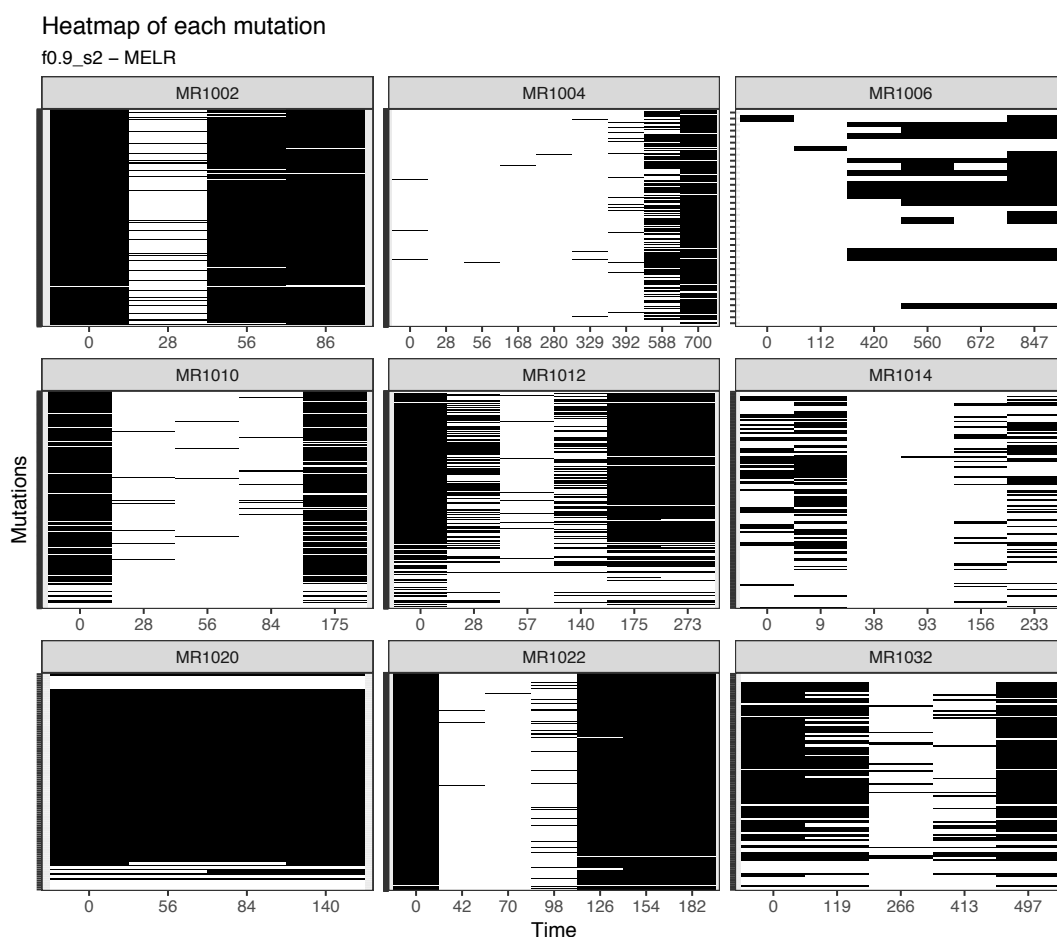 Heatmap of each mutation
f0.9_s2 – MELR
MR1002 MR1004 MR1006
0 28 56 86 0 28 56 168 280 329 392 588 700 0 112 420 560 672 847
MR1010 MR1012 MR1014
Mutations
0 28 56 84 175 0 28 57 140 175 273 0 9 38 93 156 233
MR1020 MR1022 MR1032
0 56 84 140 0 42 70 98 126 154 182 0 119 266 413 497
Time